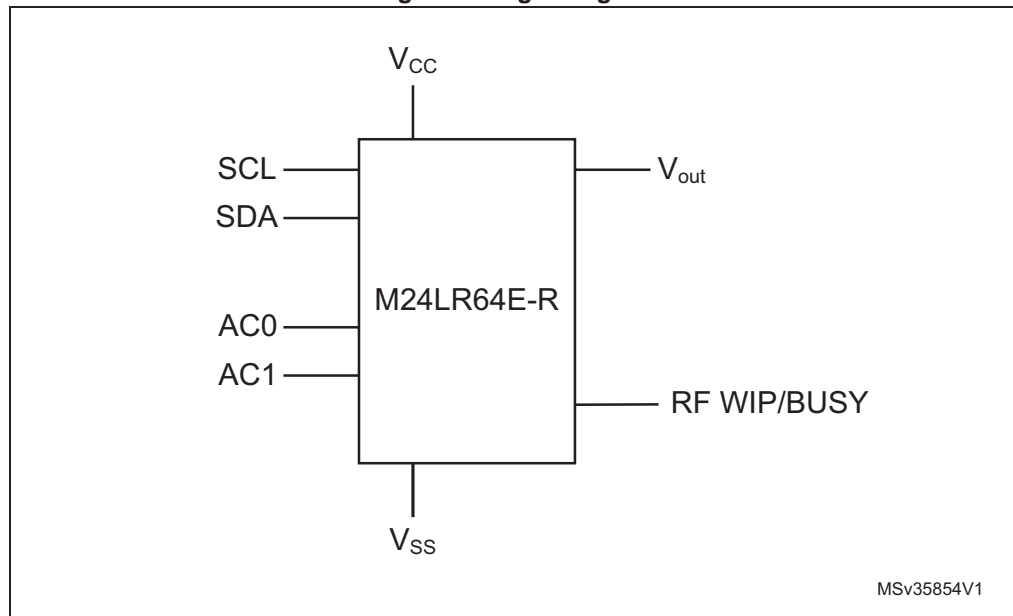 VCC
SCL
Vout
SDA
M24LR64E-R
AC0
AC1
RF WIP/BUSY
VSS
MSv35854V1